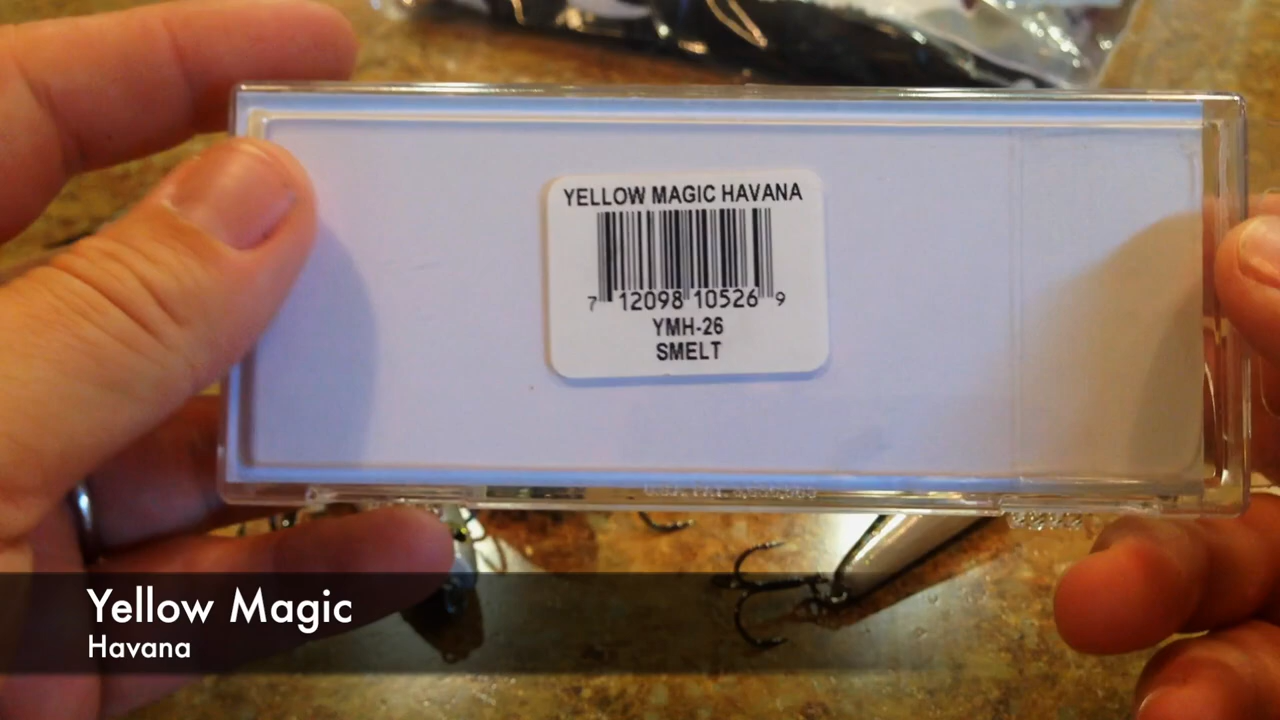 YELLOW MAGIC HAVANA
7 12098 10526 9
YMH-26
SMELT
Yellow Magic
Havana